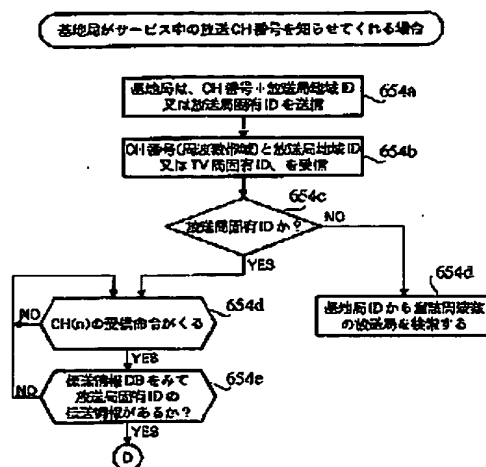 基地局がサービス中の放送CH番号を知らせてくれる場合
基地局は、CH番号+放送局地域ID
又は放送局固有IDを送信
654a
CH番号(周波数帯域)と放送局地域ID
又はTV局固有ID、を受信
654b
654c
放送局固有IDか?
NO
YES
654d
CH(n)の受信命令がくる
NO
654d
基地局IDから
の放送局を検索する
YES
654e
伝送情報DBをみて
放送局固有IDの
伝送情報があるか?
NO
YES
D